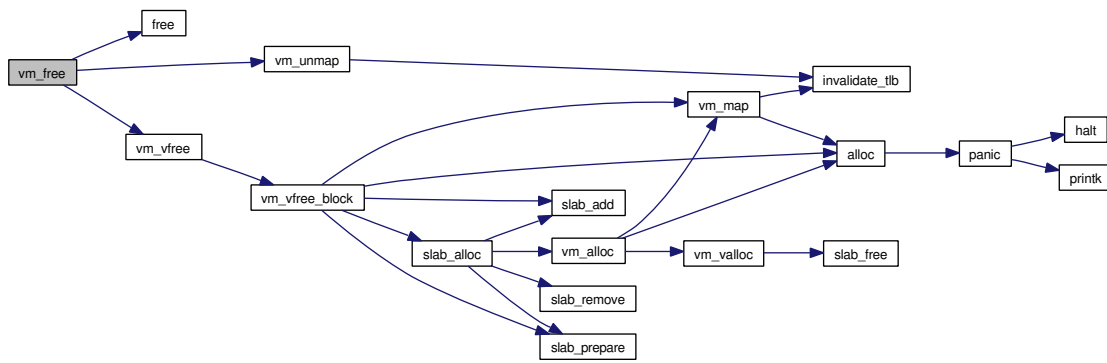 vm_free
free
vm_unmap
vm_vfree
vm_vfree_block
slab_alloc
slab_add
vm_alloc
slab_remove
slab_prepare
vm_map
vm_valloc
invalidate_tlb
alloc
slab_free
panic
halt
printk